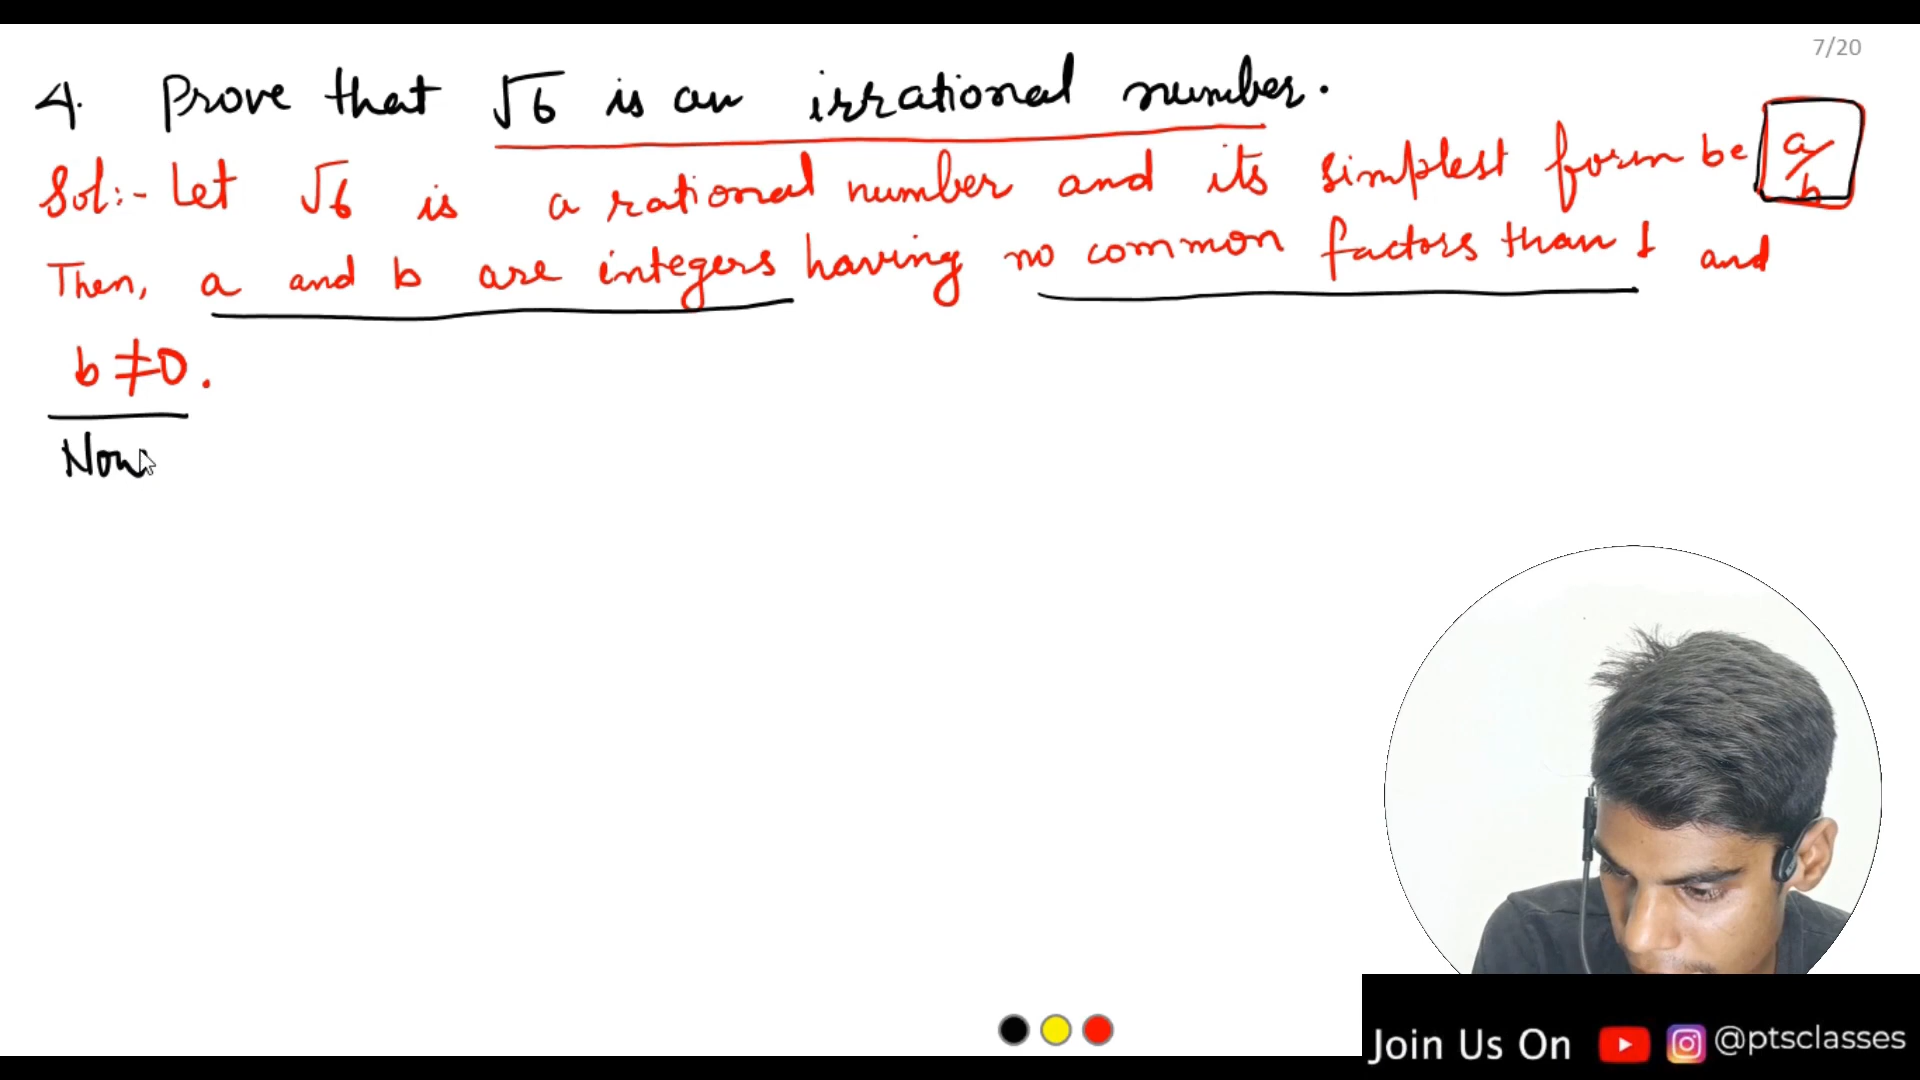 7/20
4. Prove that √6 is an irrational number.
Sol:- Let √6 is a rational number and its simplest form be a/b
Then, a and b are integers having no common factors than 1 and
b ≠ 0.
Now
Join Us On @ptsclasses